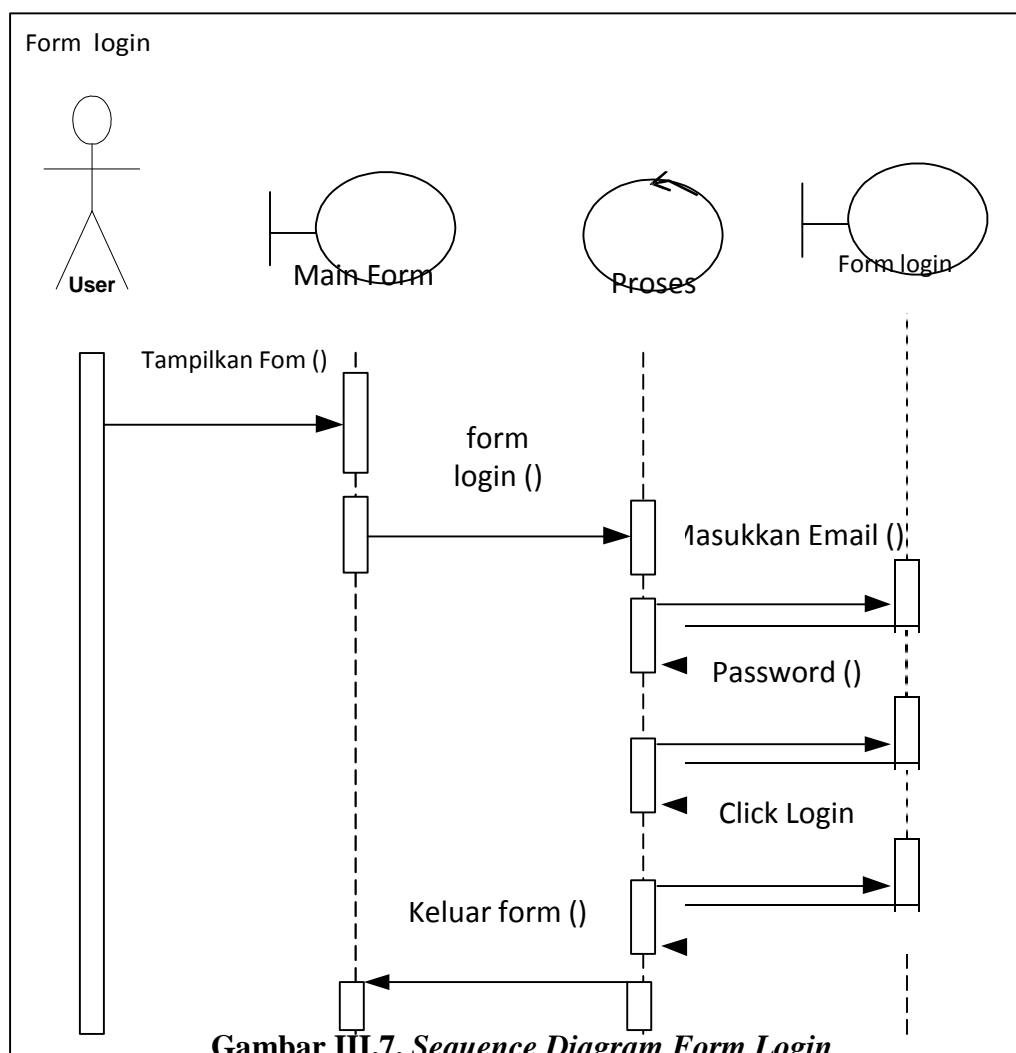 Form login
User
Main Form
Proses
Form login
Tampilkan Fom ()
form
login ()
Masukkan Email ()
Password ()
Click Login
Keluar form ()
Gambar III.7. Sequence Diagram Form Login